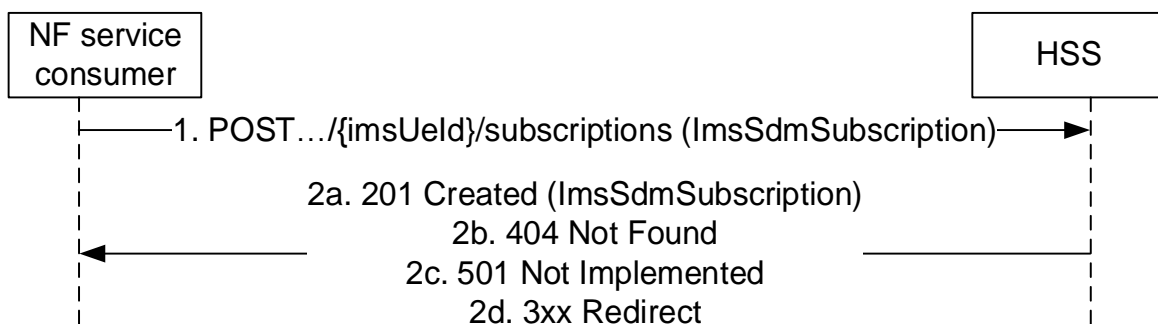 NF service
consumer
HSS
1. POST…/{imsUeId}/subscriptions (ImsSdmSubscription)
2a. 201 Created (ImsSdmSubscription)
2b. 404 Not Found
2c. 501 Not Implemented
2d. 3xx Redirect